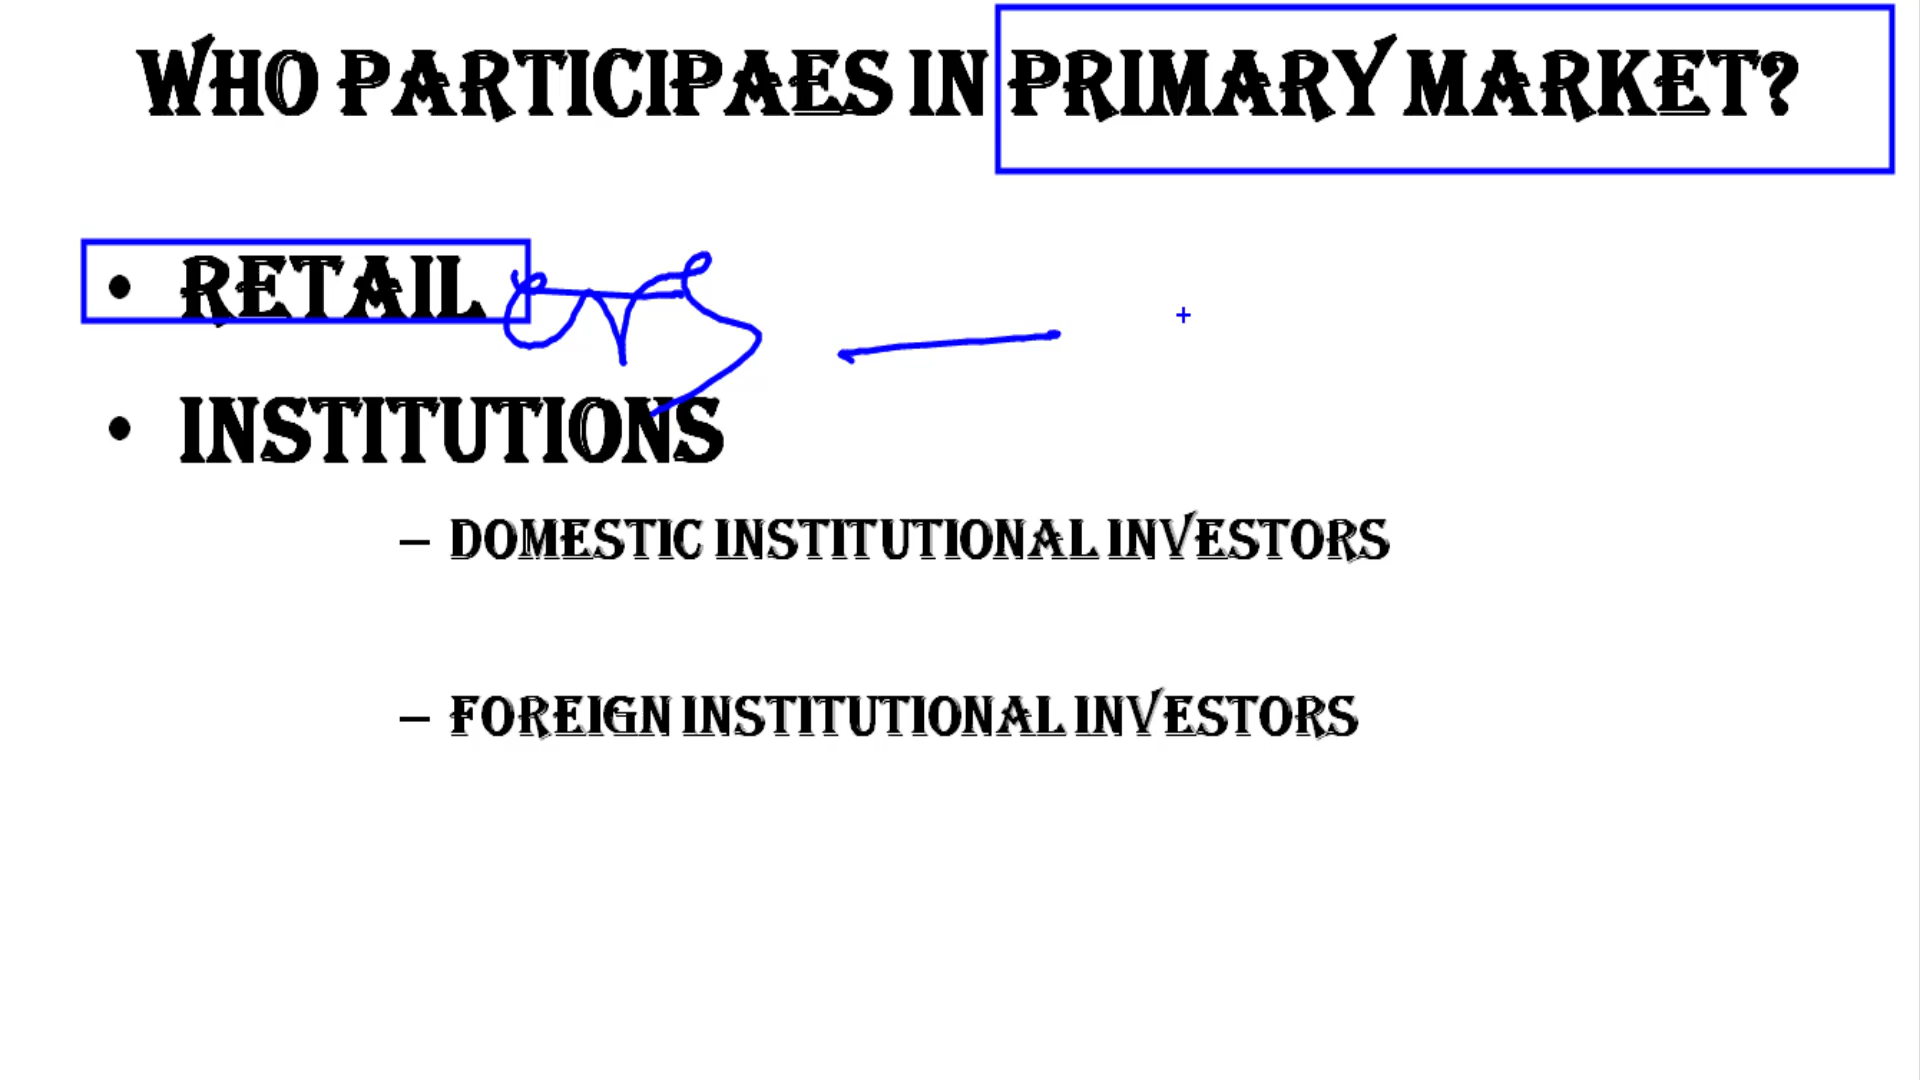 WHO PARTICIPAES IN PRIMARY MARKET?
• RETAIL
• INSTITUTIONS
– DOMESTIC INSTITUTIONAL INVESTORS
– FOREIGN INSTITUTIONAL INVESTORS